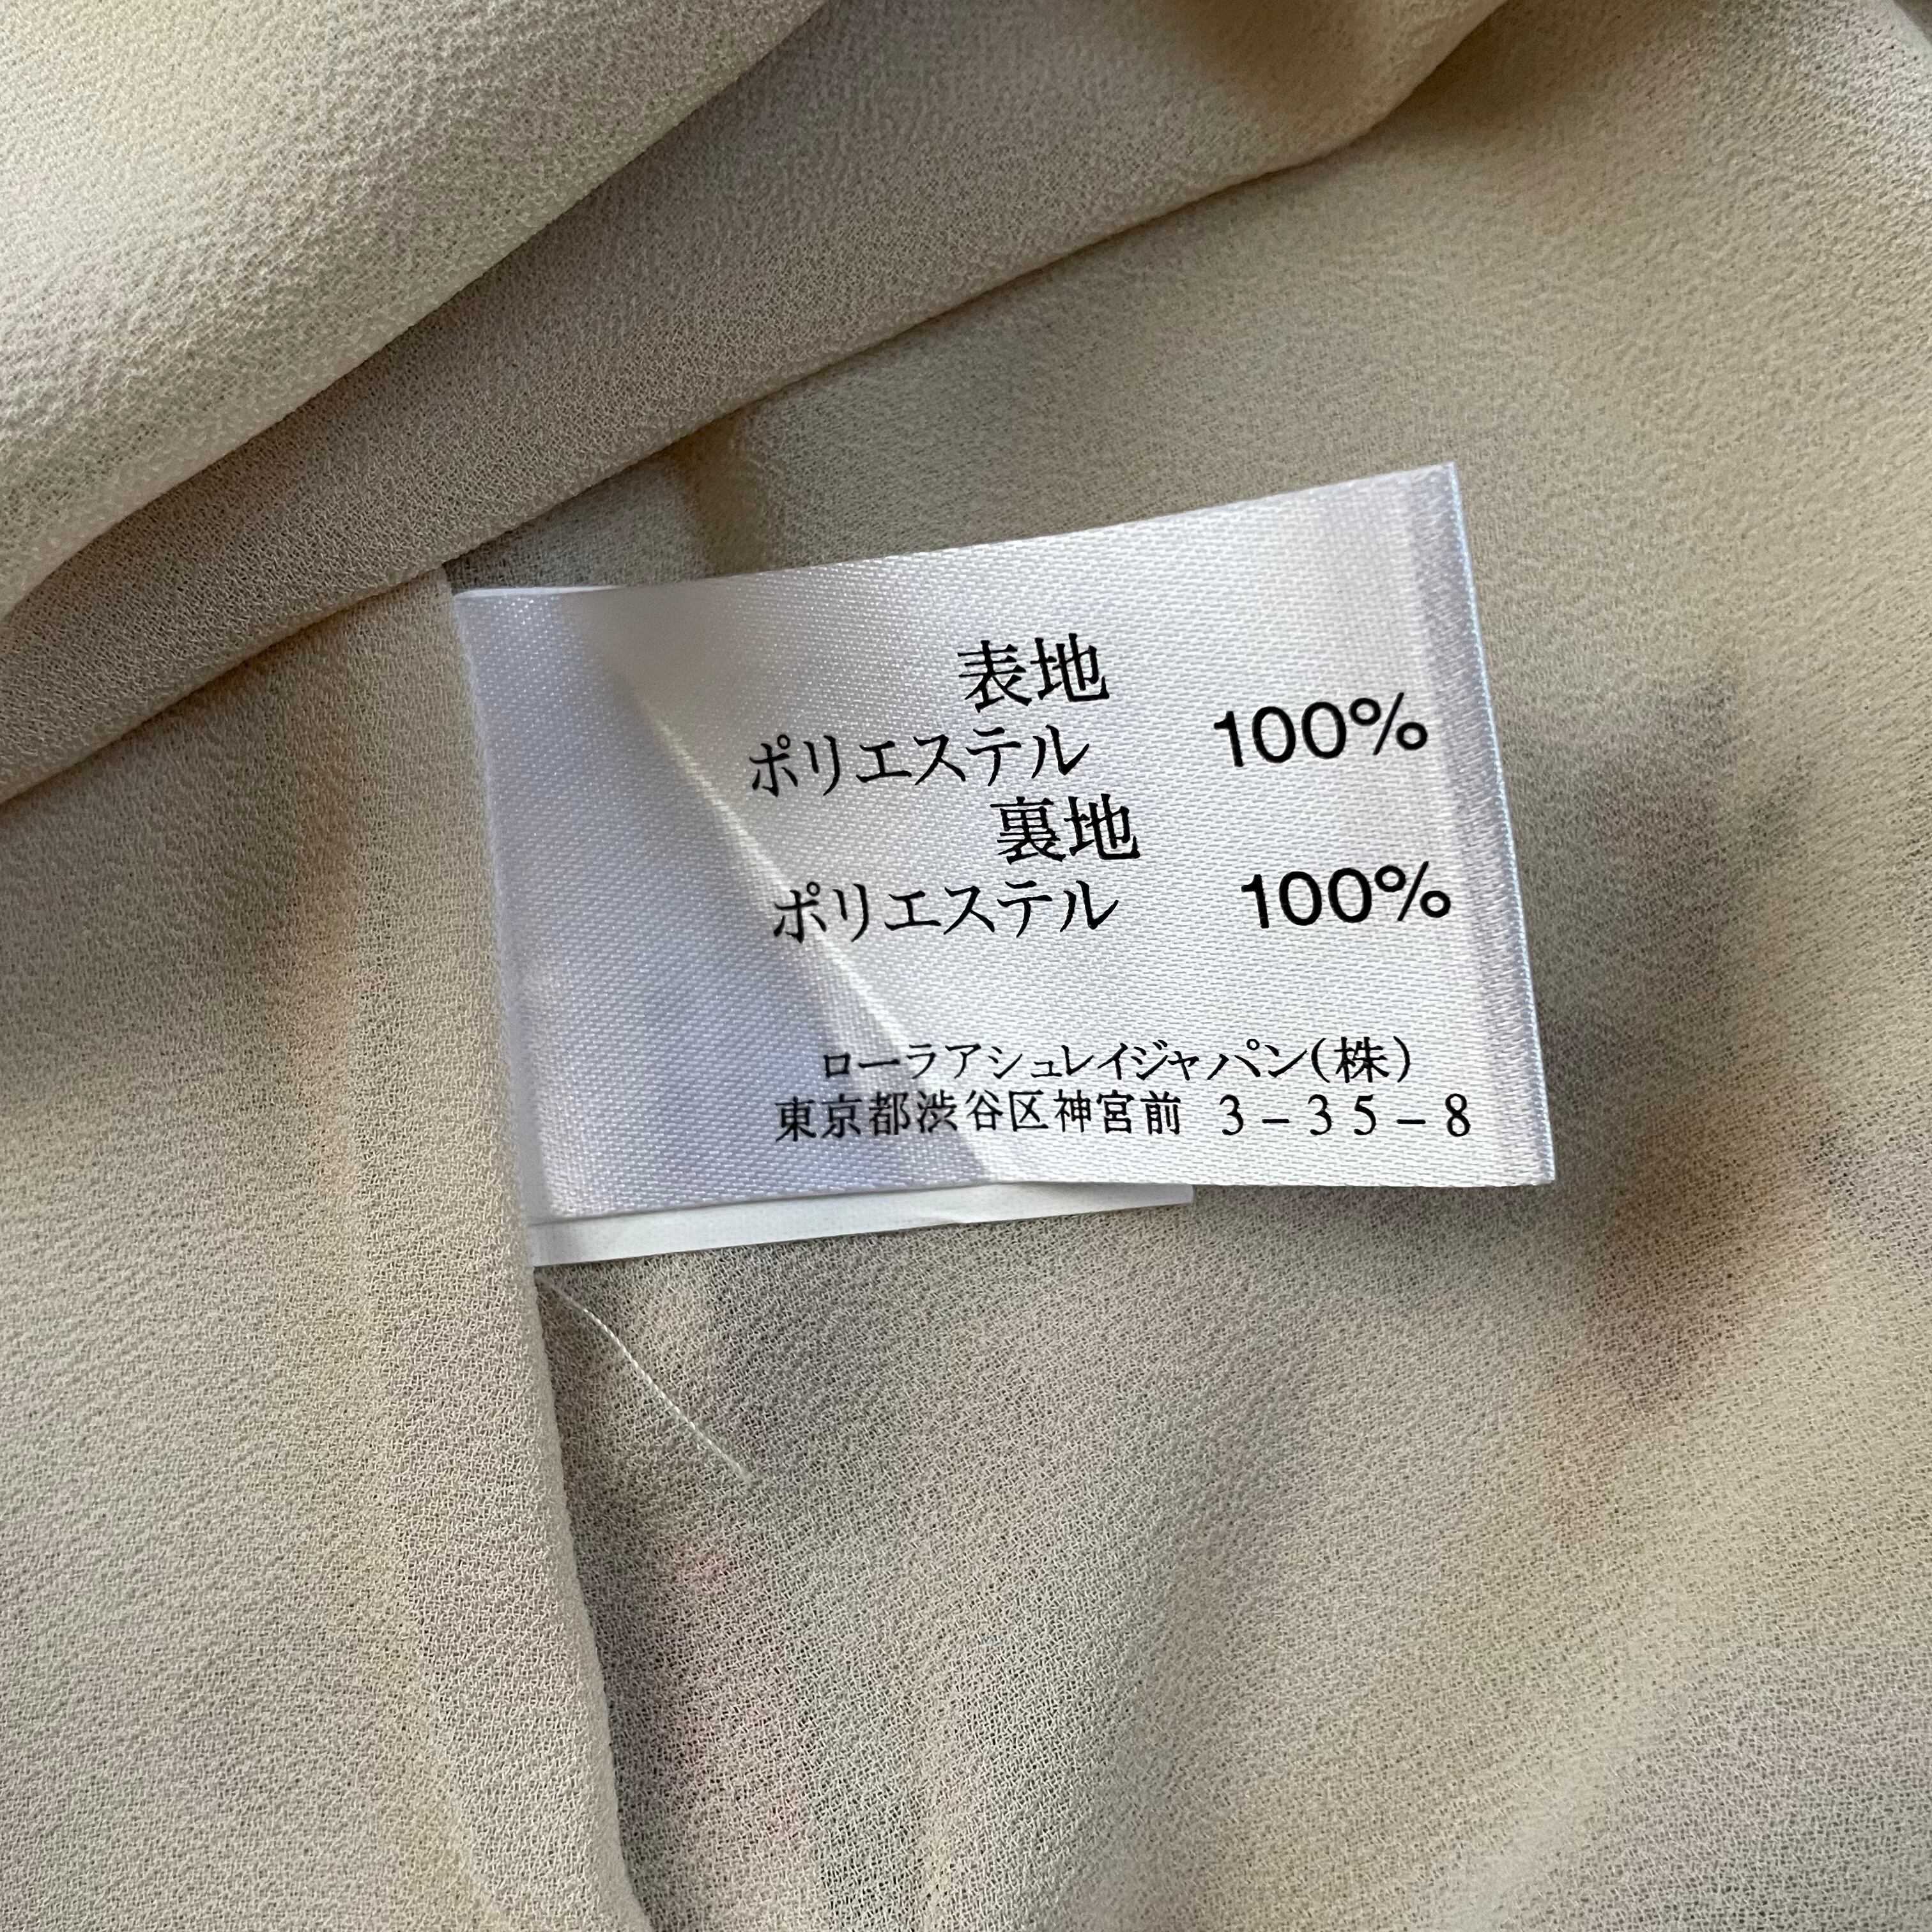 表地
ポリエステル 100%
裏地
ポリエステル 100%
ローラアシュレイジャパン(株)
東京都渋谷区神宮前 3-35-8